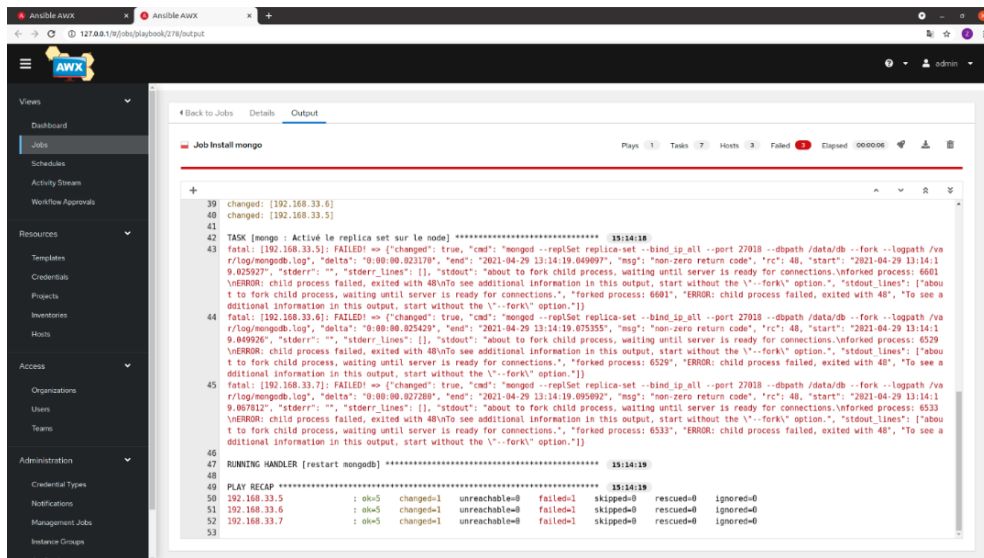 Ansible AWX
Ansible AWX
127.0.0.1/#/jobs/playbook/278/output
AWX
admin
Views
Dashboard
Jobs
Schedules
Activity Stream
Workflow Approvals
Resources
Templates
Credentials
Projects
Inventories
Hosts
Access
Organizations
Users
Teams
Administration
Credential Types
Notifications
Management Jobs
Instance Groups
Back to Jobs Details Output
Job Install mongo Plays 1 Tasks 7 Hosts 3 Failed 3 Elapsed 00:00:06
39 changed: [192.168.33.6]
40 changed: [192.168.33.5]
41
42 TASK [mongo : Activé le replica set sur le node] ****************************** 15:14:18
43 fatal: [192.168.33.5]: FAILED! => {"changed": true, "cmd": "mongod --replSet replica-set --bind_ip_all --port 27018 --dbpath /data/db --fork --logpath /va
r/log/mongodb.log", "delta": "0:00:00.023170", "end": "2021-04-29 13:14:19.049097", "msg": "non-zero return code", "rc": 48, "start": "2021-04-29 13:14:1
9.025927", "stderr": "", "stderr_lines": [], "stdout": "about to fork child process, waiting until server is ready for connections.\nforked process: 6601
\nERROR: child process failed, exited with 48\nTo see additional information in this output, start without the \"--fork\" option.", "stdout_lines": ["abou
t to fork child process, waiting until server is ready for connections.", "forked process: 6601", "ERROR: child process failed, exited with 48", "To see a
dditional information in this output, start without the \"--fork\" option."]}
44 fatal: [192.168.33.6]: FAILED! => {"changed": true, "cmd": "mongod --replSet replica-set --bind_ip_all --port 27018 --dbpath /data/db --fork --logpath /va
r/log/mongodb.log", "delta": "0:00:00.025429", "end": "2021-04-29 13:14:19.075355", "msg": "non-zero return code", "rc": 48, "start": "2021-04-29 13:14:1
9.049926", "stderr": "", "stderr_lines": [], "stdout": "about to fork child process, waiting until server is ready for connections.\nforked process: 6529
\nERROR: child process failed, exited with 48\nTo see additional information in this output, start without the \"--fork\" option.", "stdout_lines": ["abou
t to fork child process, waiting until server is ready for connections.", "forked process: 6529", "ERROR: child process failed, exited with 48", "To see a
dditional information in this output, start without the \"--fork\" option."]}
45 fatal: [192.168.33.7]: FAILED! => {"changed": true, "cmd": "mongod --replSet replica-set --bind_ip_all --port 27018 --dbpath /data/db --fork --logpath /va
r/log/mongodb.log", "delta": "0:00:00.027280", "end": "2021-04-29 13:14:19.095092", "msg": "non-zero return code", "rc": 48, "start": "2021-04-29 13:14:1
9.067812", "stderr": "", "stderr_lines": [], "stdout": "about to fork child process, waiting until server is ready for connections.\nforked process: 6533
\nERROR: child process failed, exited with 48\nTo see additional information in this output, start without the \"--fork\" option.", "stdout_lines": ["abou
t to fork child process, waiting until server is ready for connections.", "forked process: 6533", "ERROR: child process failed, exited with 48", "To see a
dditional information in this output, start without the \"--fork\" option."]}
46
47 RUNNING HANDLER [restart mongodb] ********************************************* 15:14:19
48
49 PLAY RECAP ******************************************************************** 15:14:19
50 192.168.33.5 : ok=5 changed=1 unreachable=0 failed=1 skipped=0 rescued=0 ignored=0
51 192.168.33.6 : ok=5 changed=1 unreachable=0 failed=1 skipped=0 rescued=0 ignored=0
52 192.168.33.7 : ok=5 changed=1 unreachable=0 failed=1 skipped=0 rescued=0 ignored=0
53